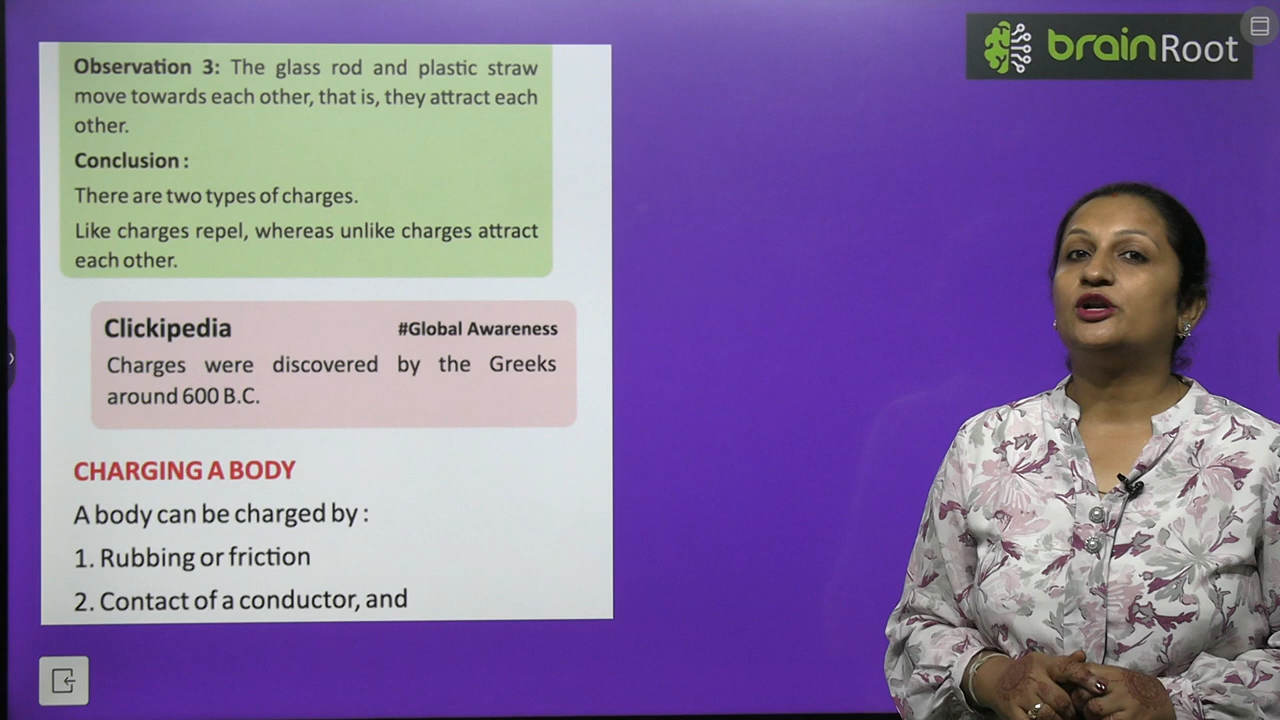 brainRoot
Observation 3: The glass rod and plastic straw
move towards each other, that is, they attract each
other.
Conclusion :
There are two types of charges.
Like charges repel, whereas unlike charges attract
each other.
Clickipedia #Global Awareness
Charges were discovered by the Greeks
around 600 B.C.
CHARGING A BODY
A body can be charged by :
1. Rubbing or friction
2. Contact of a conductor, and